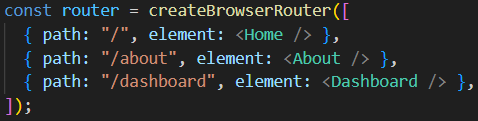 const router = createBrowserRouter([
  { path: "/", element: <Home /> },
  { path: "/about", element: <About /> },
  { path: "/dashboard", element: <Dashboard /> },
]);